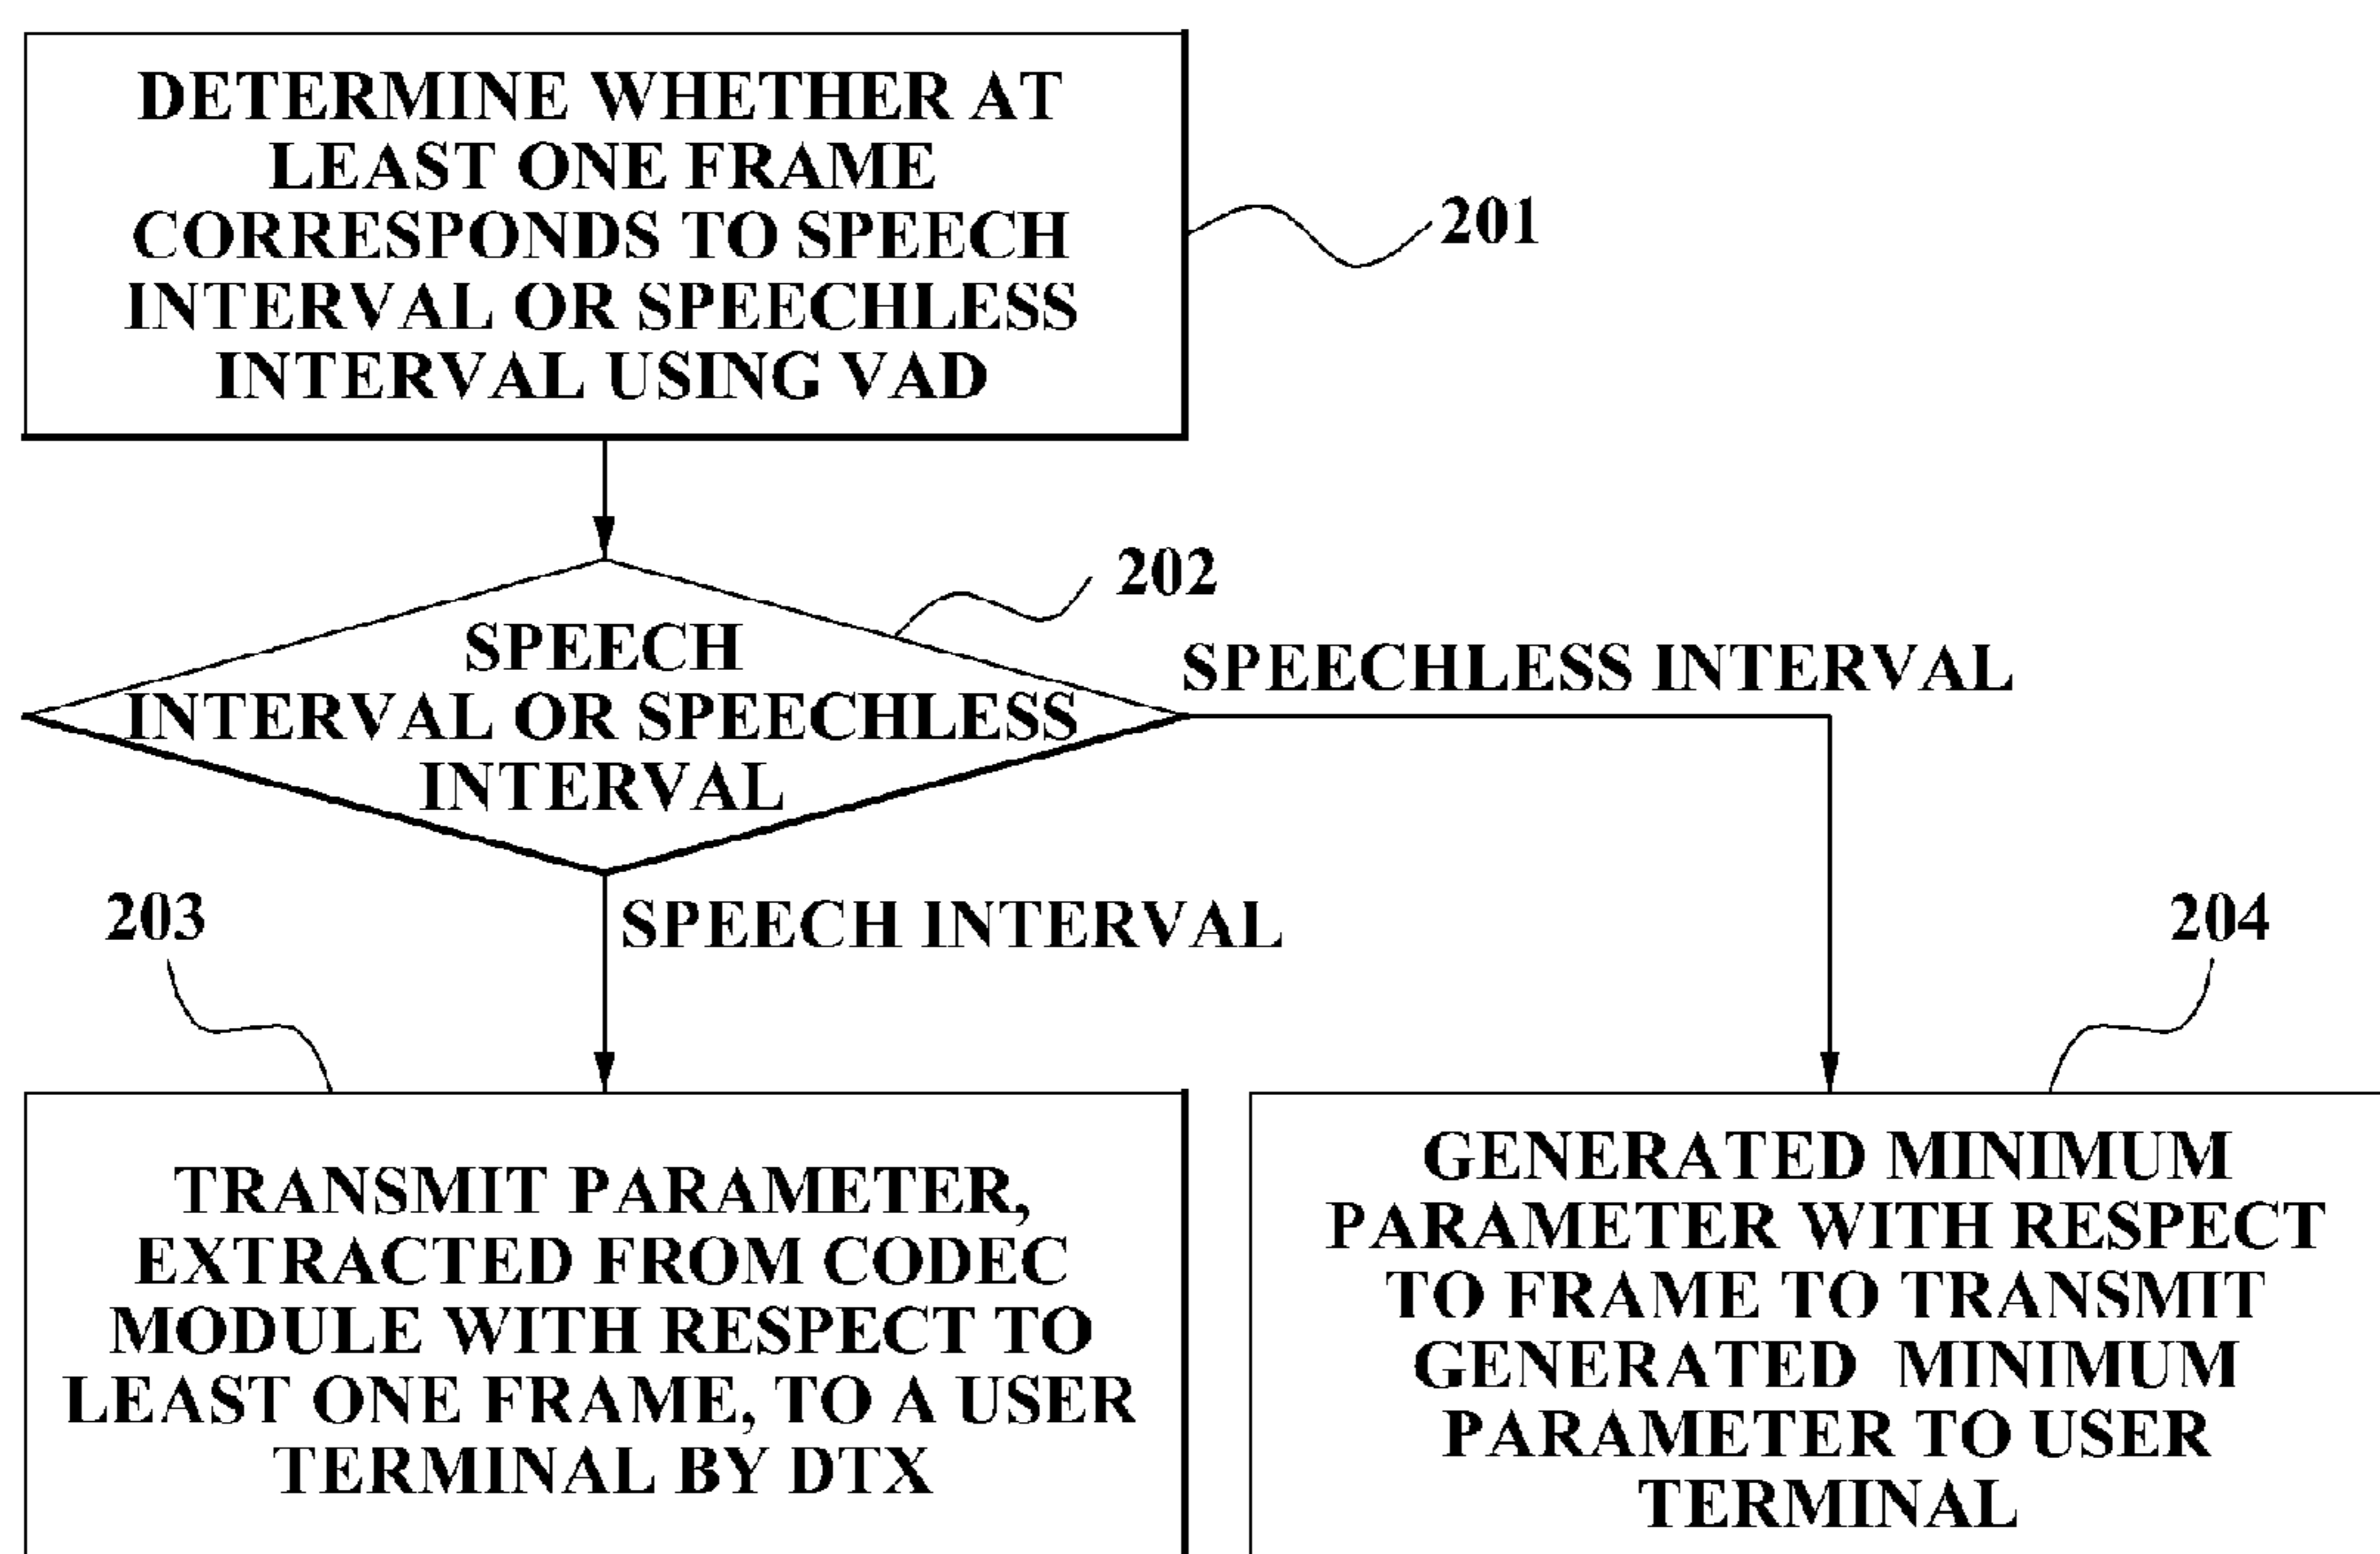 DETERMINE WHETHER AT
LEAST ONE FRAME
CORRESPONDS TO SPEECH
INTERVAL OR SPEECHLESS
INTERVAL USING VAD
201
202
SPEECH
INTERVAL OR SPEECHLESS
INTERVAL
SPEECHLESS INTERVAL
203
SPEECH INTERVAL
204
TRANSMIT PARAMETER,
EXTRACTED FROM CODEC
MODULE WITH RESPECT TO
LEAST ONE FRAME, TO A USER
TERMINAL BY DTX
GENERATED MINIMUM
PARAMETER WITH RESPECT
TO FRAME TO TRANSMIT
GENERATED MINIMUM
PARAMETER TO USER
TERMINAL